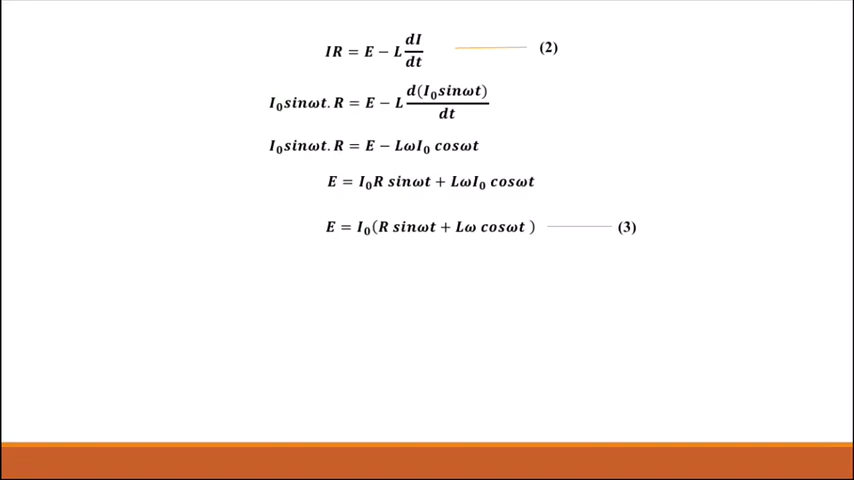 IR = E − L dI/dt (2)
I₀sinωt. R = E − L d(I₀sinωt)/dt
I₀sinωt. R = E − LωI₀ cosωt
E = I₀R sinωt + LωI₀ cosωt
E = I₀(R sinωt + Lω cosωt ) (3)